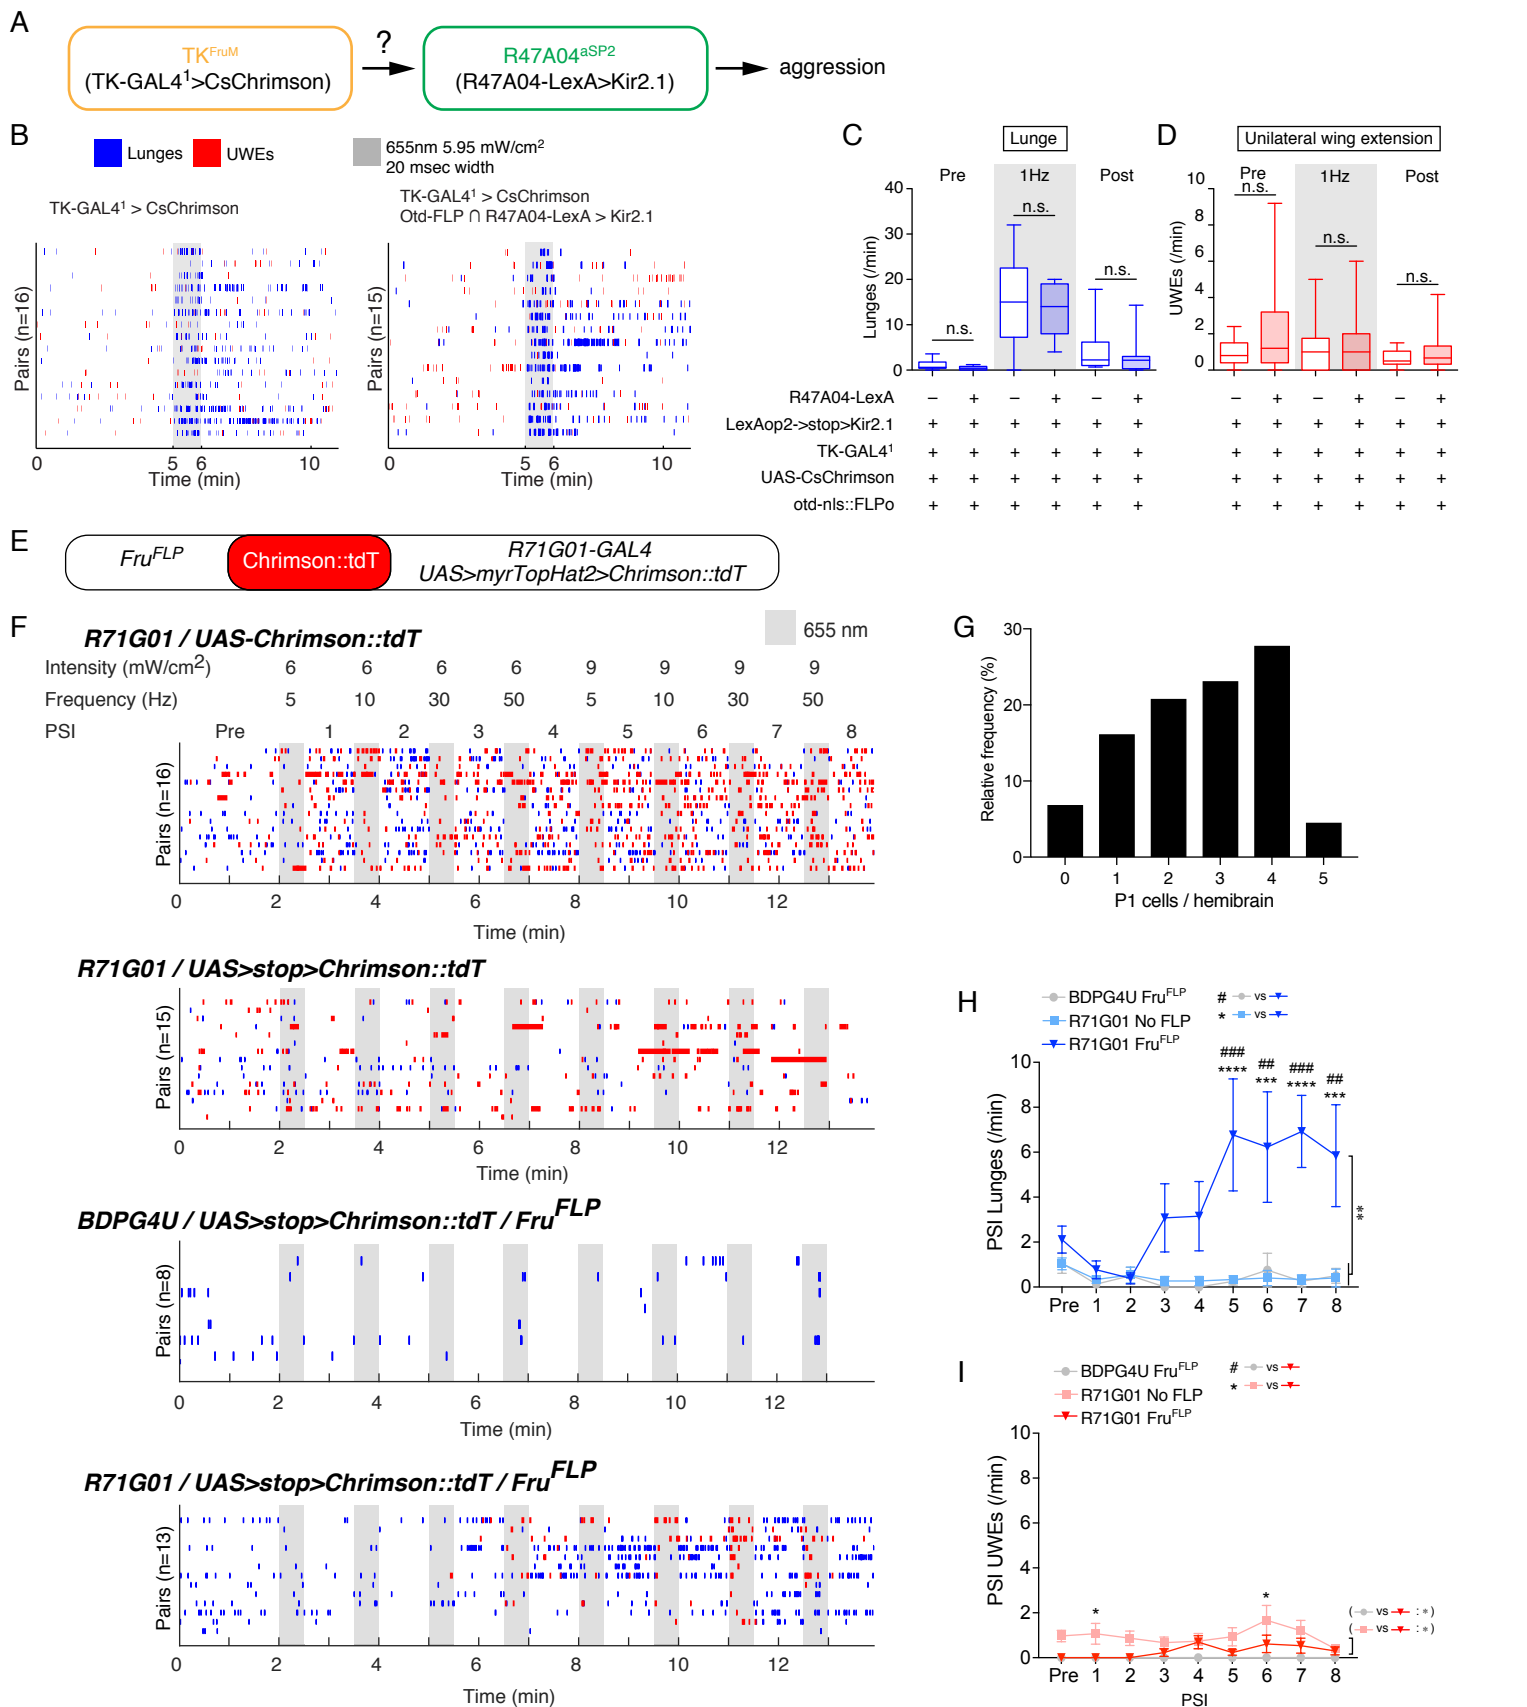 A
TK^FruM
(TK-GAL4¹>CsChrimson)
?
R47A04^aSP2
(R47A04-LexA>Kir2.1)
aggression
B
Lunges
UWEs
655nm 5.95 mW/cm²
20 msec width
TK-GAL4¹ > CsChrimson
Pairs (n=16)
0 5 6 10
Time (min)
TK-GAL4¹ > CsChrimson
Otd-FLP ∩ R47A04-LexA > Kir2.1
Pairs (n=15)
0 5 6 10
Time (min)
C
Lunge
Pre 1Hz Post
Lunges (/min)
40
30
20
10
0
n.s.
n.s.
n.s.
D
Unilateral wing extension
Pre 1Hz Post
UWEs (/min)
10
8
6
4
2
0
n.s.
n.s.
n.s.
R47A04-LexA − + − + − + − + − + − +
LexAop2->stop>Kir2.1 + + + + + + + + + + + +
TK-GAL4¹ + + + + + + + + + + + +
UAS-CsChrimson + + + + + + + + + + + +
otd-nls::FLPo + + + + + + + + + + + +
E
Fru^FLP
Chrimson::tdT
R71G01-GAL4
UAS>myrTopHat2>Chrimson::tdT
F
R71G01 / UAS-Chrimson::tdT
655 nm
Intensity (mW/cm²) 6 6 6 6 9 9 9 9
Frequency (Hz) 5 10 30 50 5 10 30 50
PSI Pre 1 2 3 4 5 6 7 8
Pairs (n=16)
0 2 4 6 8 10 12
Time (min)
R71G01 / UAS>stop>Chrimson::tdT
Pairs (n=15)
0 2 4 6 8 10 12
Time (min)
BDPG4U / UAS>stop>Chrimson::tdT / Fru^FLP
Pairs (n=8)
0 2 4 6 8 10 12
Time (min)
R71G01 / UAS>stop>Chrimson::tdT / Fru^FLP
Pairs (n=13)
0 2 4 6 8 10 12
Time (min)
G
Relative frequency (%)
30
20
10
0
0 1 2 3 4 5
P1 cells / hemibrain
H
BDPG4U Fru^FLP
R71G01 No FLP
R71G01 Fru^FLP
# vs
* vs
PSI Lunges (/min)
10
8
6
4
2
0
### ## ### ##
**** *** **** ***
**
Pre 1 2 3 4 5 6 7 8
I
BDPG4U Fru^FLP
R71G01 No FLP
R71G01 Fru^FLP
# vs
* vs
PSI UWEs (/min)
10
8
6
4
2
0
* *
( vs : *)
( vs : *)
Pre 1 2 3 4 5 6 7 8
PSI